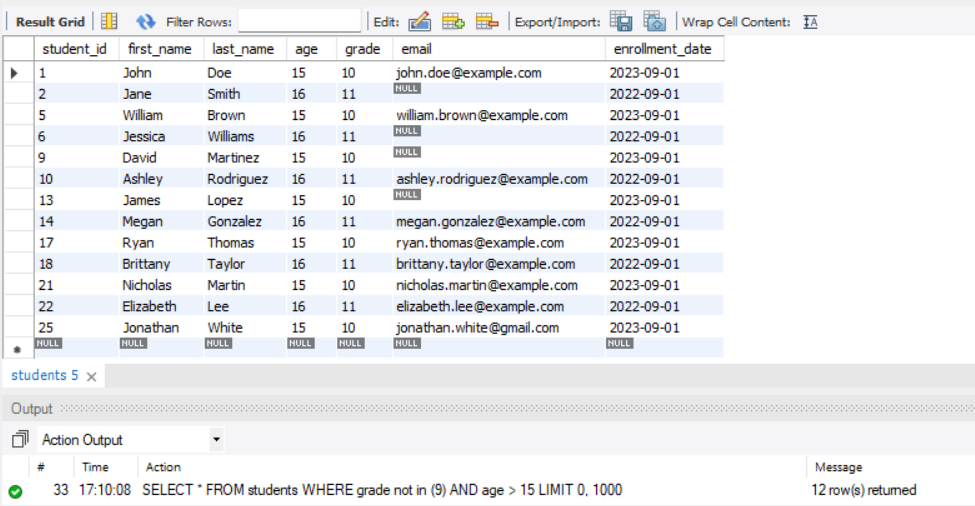 Result Grid Filter Rows: Edit: Export/Import: Wrap Cell Content: IA
student_id first_name last_name age grade email enrollment_date
1 John Doe 15 10 john.doe@example.com 2023-09-01
2 Jane Smith 16 11 NULL 2022-09-01
5 William Brown 15 10 william.brown@example.com 2023-09-01
6 Jessica Williams 16 11 NULL 2022-09-01
9 David Martinez 15 10 NULL 2023-09-01
10 Ashley Rodriguez 16 11 ashley.rodriguez@example.com 2022-09-01
13 James Lopez 15 10 NULL 2023-09-01
14 Megan Gonzalez 16 11 megan.gonzalez@example.com 2022-09-01
17 Ryan Thomas 15 10 ryan.thomas@example.com 2023-09-01
18 Brittany Taylor 16 11 brittany.taylor@example.com 2022-09-01
21 Nicholas Martin 15 10 nicholas.martin@example.com 2023-09-01
22 Elizabeth Lee 16 11 elizabeth.lee@example.com 2022-09-01
25 Jonathan White 15 10 jonathan.white@gmail.com 2023-09-01
NULL NULL NULL NULL NULL NULL NULL
students 5
Output
Action Output
# Time Action Message
33 17:10:08 SELECT * FROM students WHERE grade not in (9) AND age > 15 LIMIT 0, 1000 12 row(s) returned